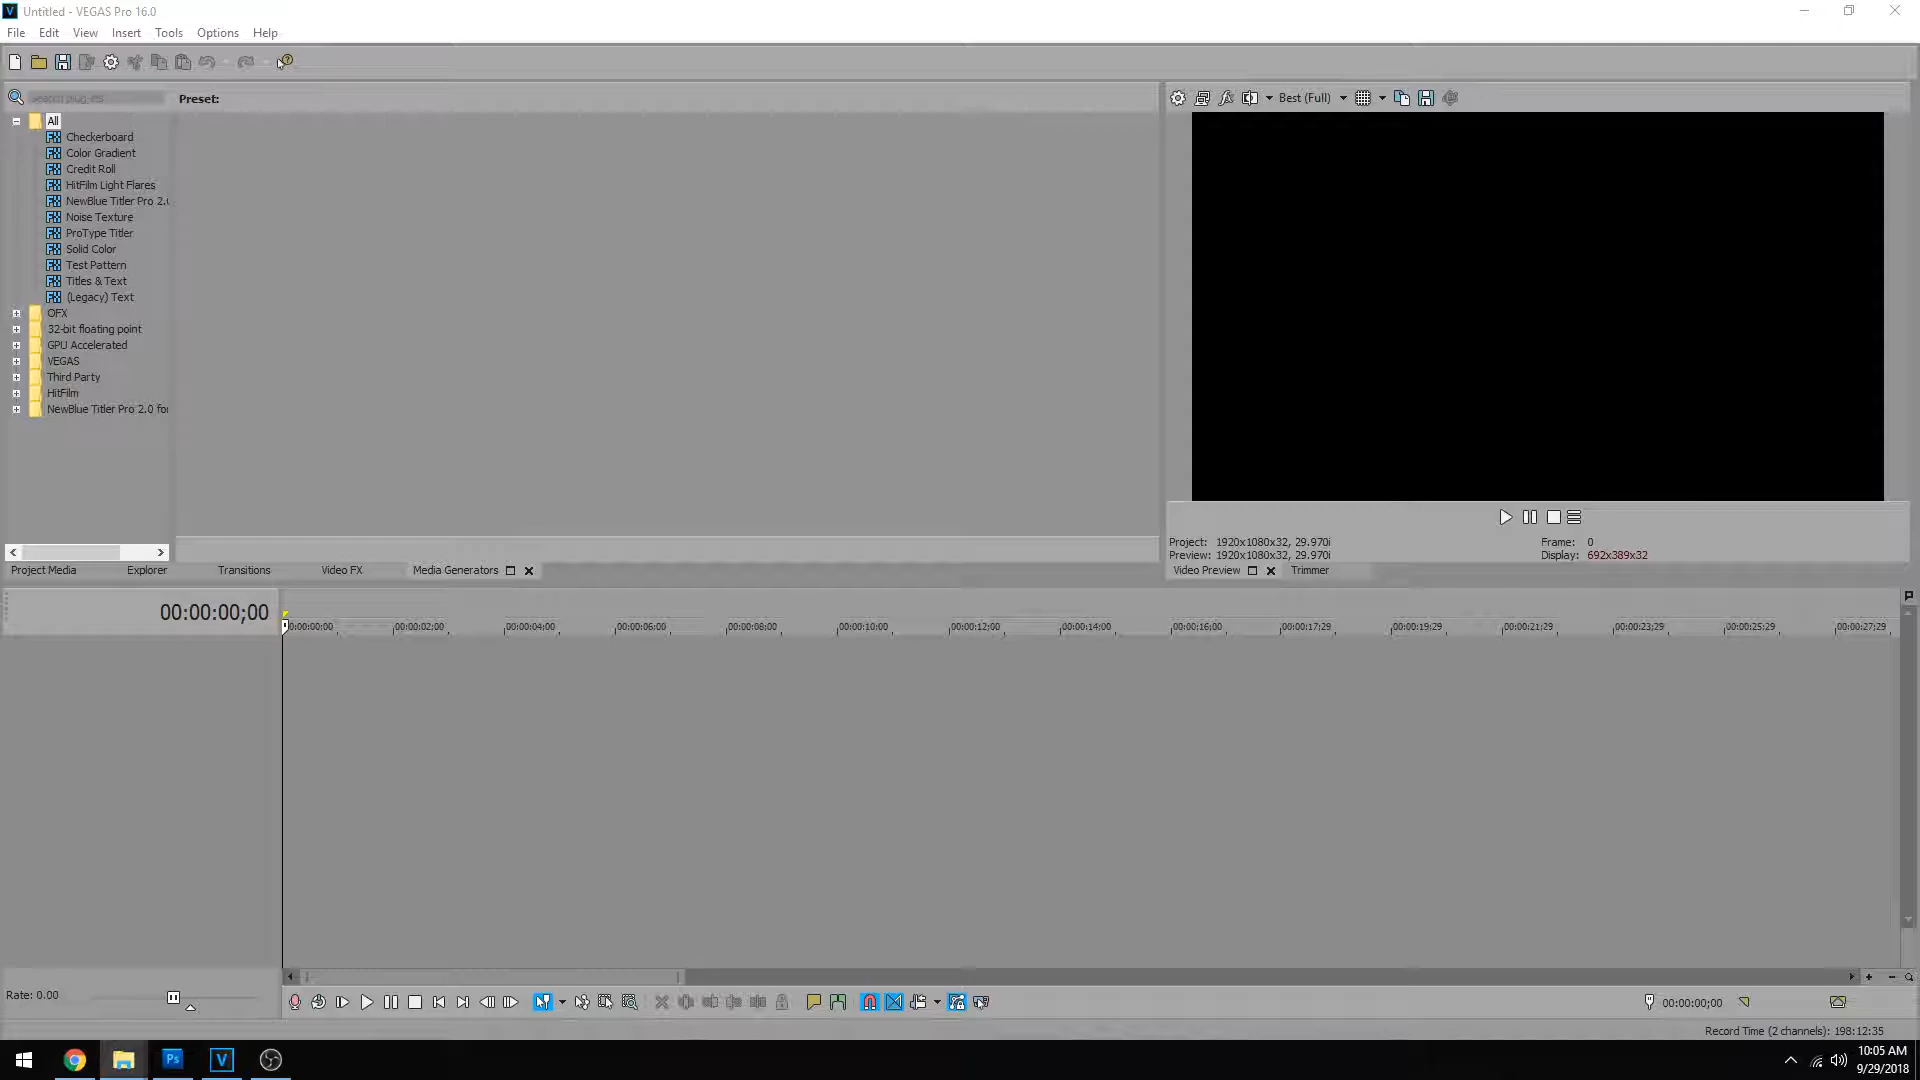 Untitled - VEGAS Pro 16.0
File Edit View Insert Tools Options Help
Preset:
Best (Full)
All
Checkerboard
Color Gradient
Credit Roll
HitFilm Light Flares
NewBlue Titler Pro 2.
Noise Texture
ProType Titler
Solid Color
Test Pattern
Titles & Text
(Legacy) Text
OFX
32-bit floating point
GPU Accelerated
VEGAS
Third Party
HitFilm
NewBlue Titler Pro 2.0 for
Project: 1920x1080x32, 29.970i
Frame: 0
Preview: 1920x1080x32, 29.970i
Display: 692x389x32
Project Media Explorer Transitions Video FX Media Generators
Video Preview Trimmer
00:00:00;00
00:00:00;00 00:00:02;00 00:00:04;00 00:00:06;00 00:00:08;00 00:00:10;00 00:00:12;00 00:00:14;00 00:00:16;00 00:00:17;29 00:00:19;29 00:00:21;29 00:00:23;29 00:00:25;29 00:00:27;29
Rate: 0.00
00:00:00;00
Record Time (2 channels): 198:12:35
Ps
V
10:05 AM
9/29/2018